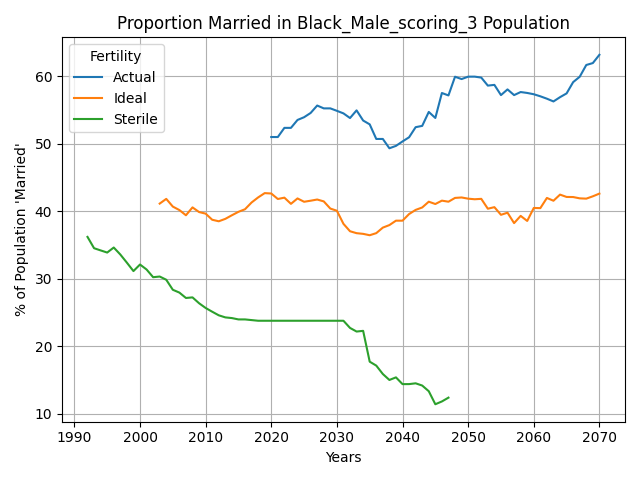 Proportion Married in Black_Male_scoring_3 Population
Fertility
Actual
Ideal
Sterile
% of Population 'Married'
60
50
40
30
20
10
1990 2000 2010 2020 2030 2040 2050 2060 2070
Years